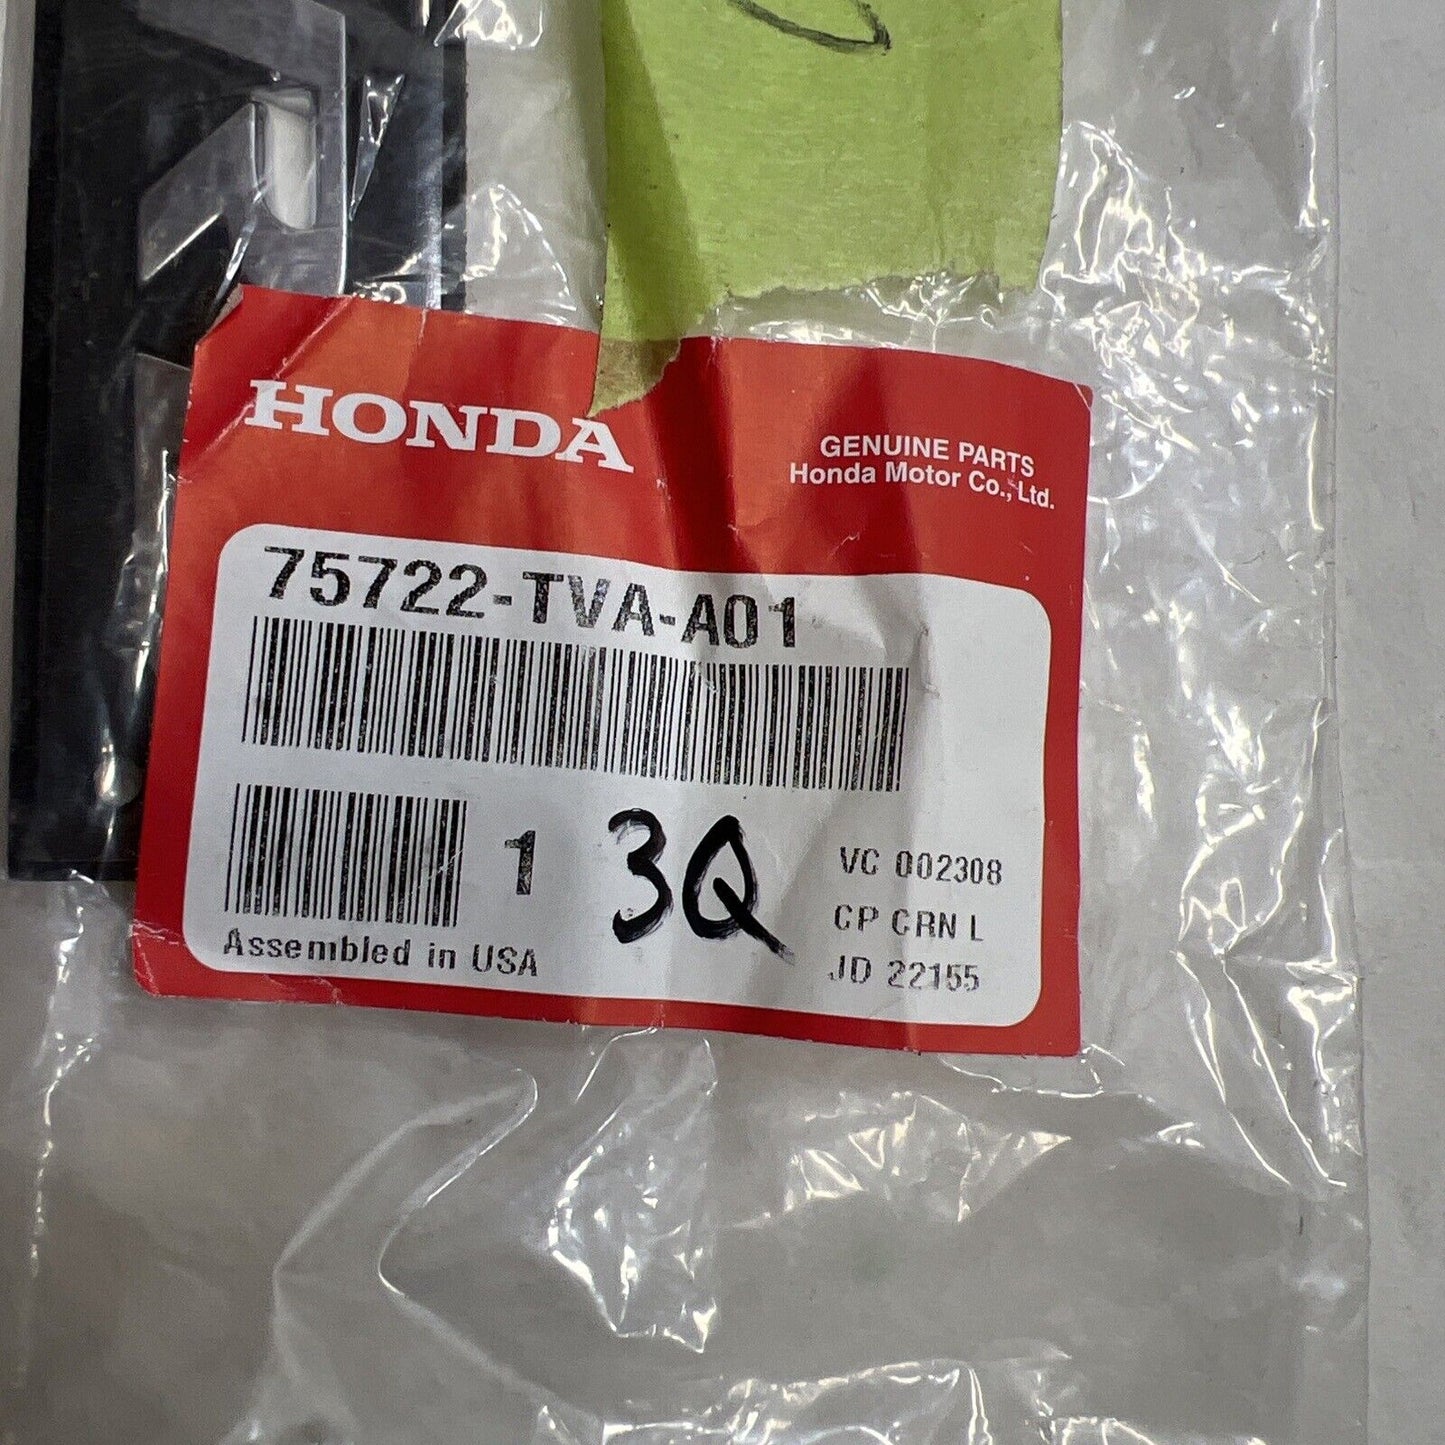 HONDA
GENUINE PARTS
Honda Motor Co., Ltd.
75722-TVA-A01
1
3Q
VC 002308
CP CRN L
JD 22155
Assembled in USA